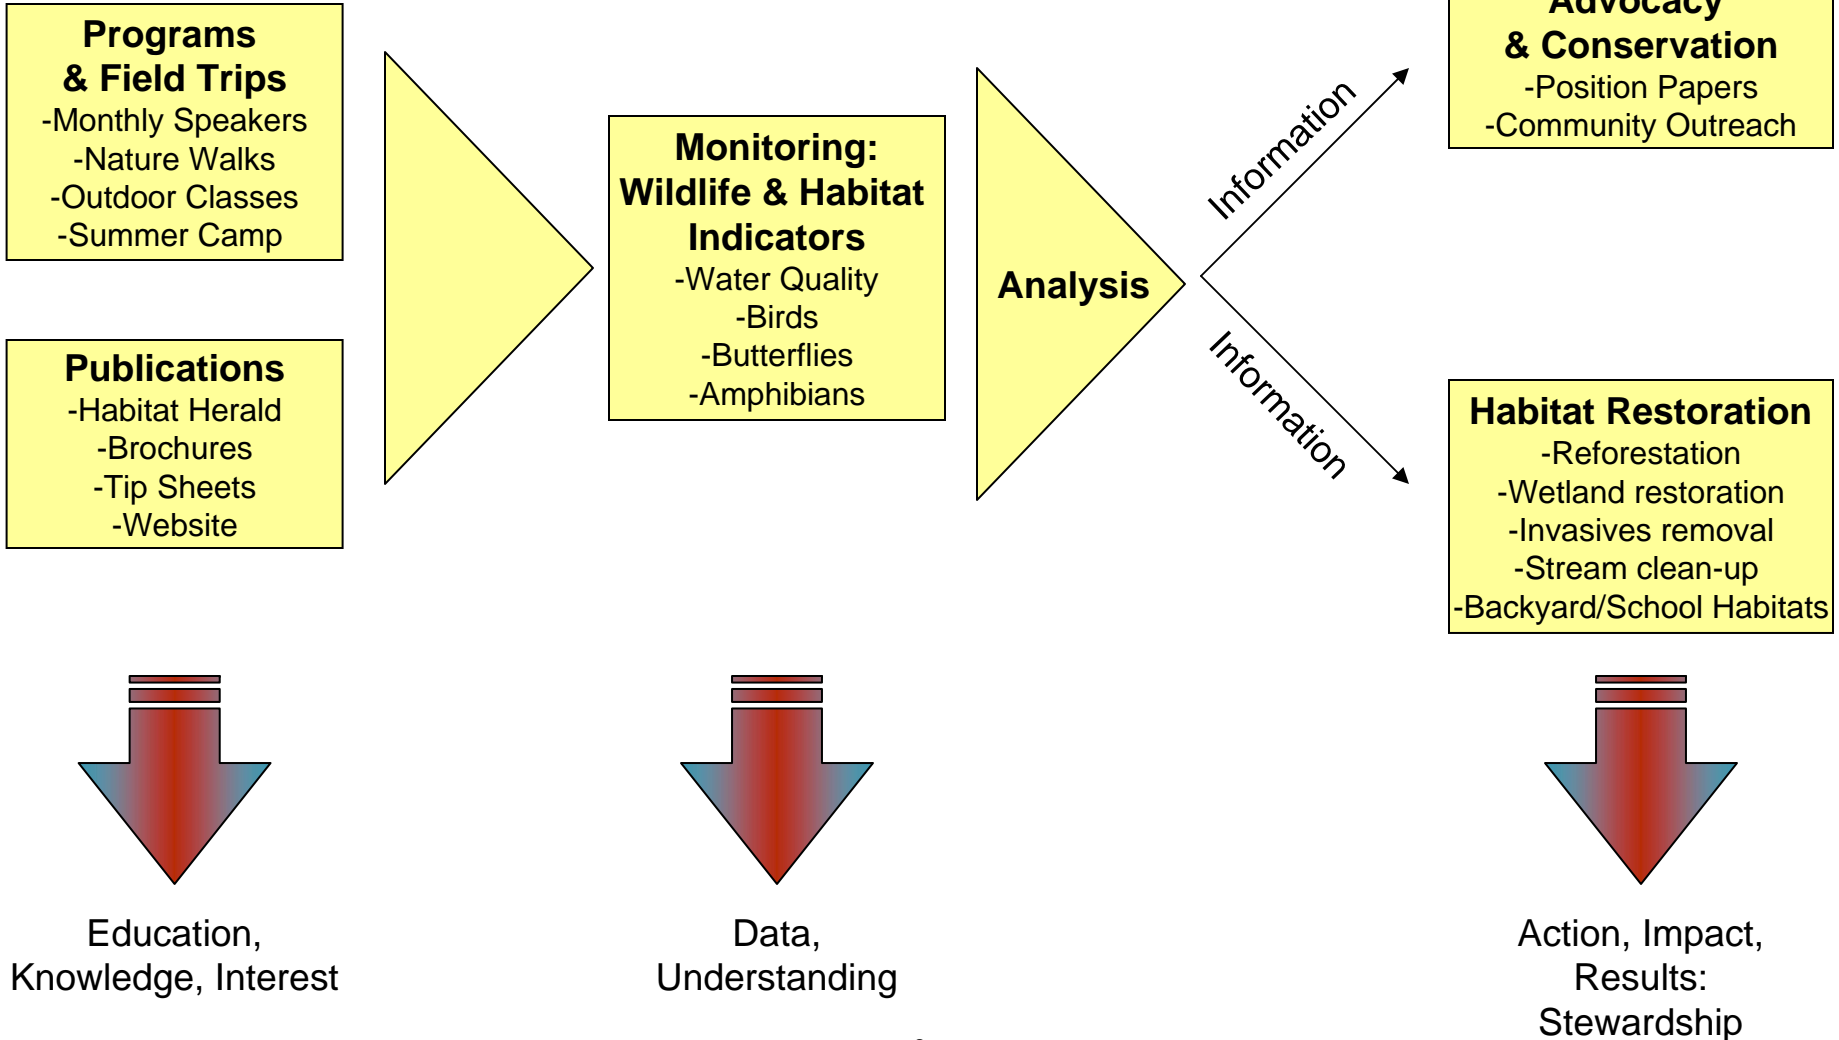 Programs
& Field Trips
-Monthly Speakers
-Nature Walks
-Outdoor Classes
-Summer Camp
Publications
-Habitat Herald
-Brochures
-Tip Sheets
-Website
Monitoring:
Wildlife & Habitat
Indicators
-Water Quality
-Birds
-Butterflies
-Amphibians
Analysis
Information
Information
Advocacy
& Conservation
-Position Papers
-Community Outreach
Habitat Restoration
-Reforestation
-Wetland restoration
-Invasives removal
-Stream clean-up
-Backyard/School Habitats
Education,
Knowledge, Interest
Data,
Understanding
Action, Impact,
Results:
Stewardship